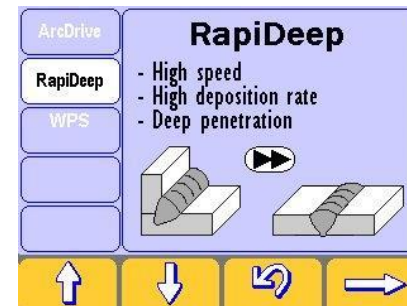 ArcDrive
RapiDeep
WPS
RapiDeep
- High speed
- High deposition rate
- Deep penetration